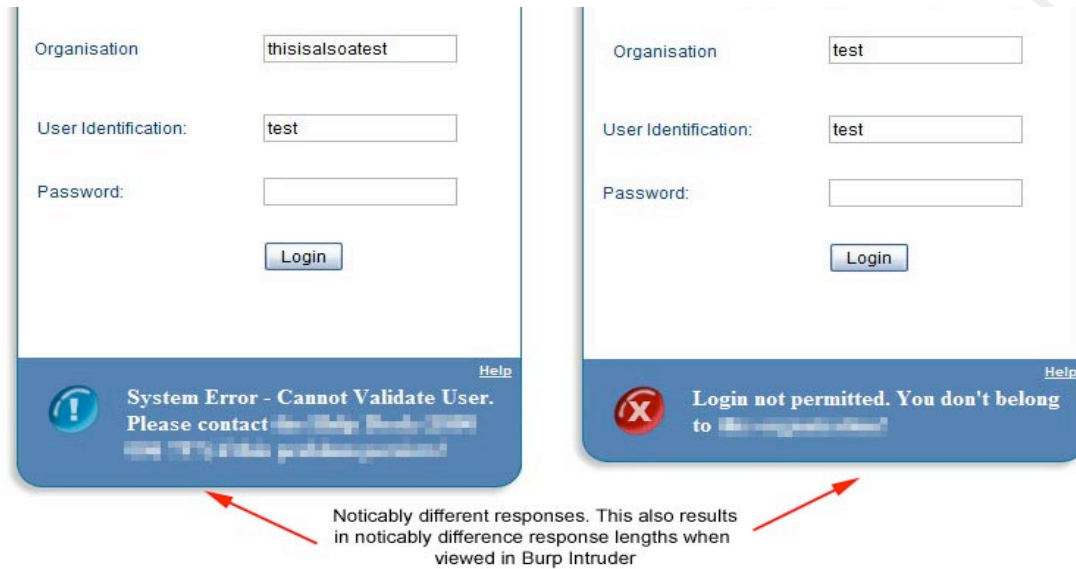 Organisation
thisisalsoatest
User Identification:
test
Password:
Login
Help
System Error - Cannot Validate User.
Please contact
Organisation
test
User Identification:
test
Password:
Login
Help
Login not permitted. You don't belong
to
Noticably different responses. This also results
in noticably difference response lengths when
viewed in Burp Intruder